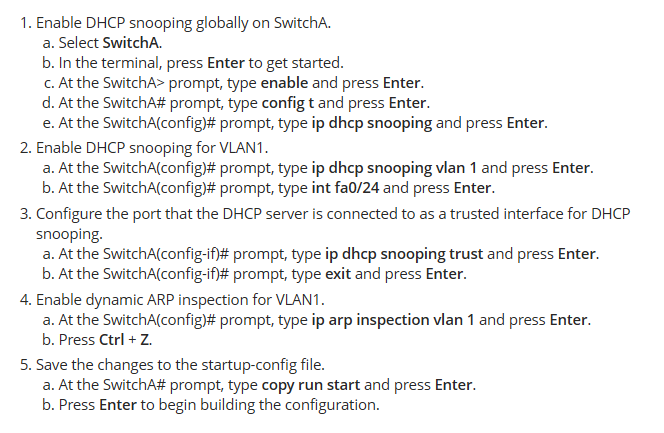 1. Enable DHCP snooping globally on SwitchA.
a. Select SwitchA.
b. In the terminal, press Enter to get started.
c. At the SwitchA> prompt, type enable and press Enter.
d. At the SwitchA# prompt, type config t and press Enter.
e. At the SwitchA(config)# prompt, type ip dhcp snooping and press Enter.
2. Enable DHCP snooping for VLAN1.
a. At the SwitchA(config)# prompt, type ip dhcp snooping vlan 1 and press Enter.
b. At the SwitchA(config)# prompt, type int fa0/24 and press Enter.
3. Configure the port that the DHCP server is connected to as a trusted interface for DHCP
snooping.
a. At the SwitchA(config-if)# prompt, type ip dhcp snooping trust and press Enter.
b. At the SwitchA(config-if)# prompt, type exit and press Enter.
4. Enable dynamic ARP inspection for VLAN1.
a. At the SwitchA(config)# prompt, type ip arp inspection vlan 1 and press Enter.
b. Press Ctrl + Z.
5. Save the changes to the startup-config file.
a. At the SwitchA# prompt, type copy run start and press Enter.
b. Press Enter to begin building the configuration.